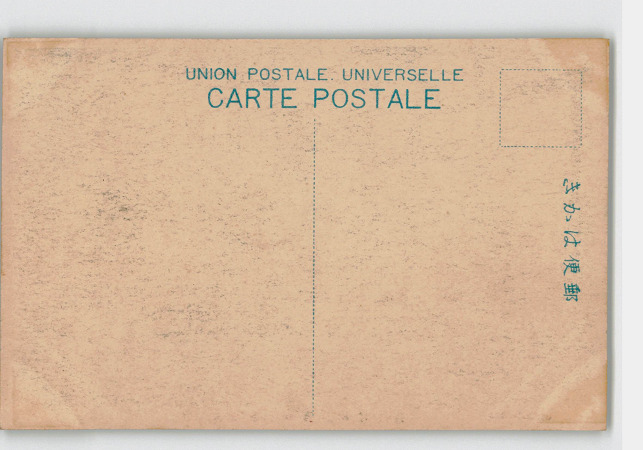 UNION POSTALE. UNIVERSELLE
CARTE POSTALE
郵便はかき